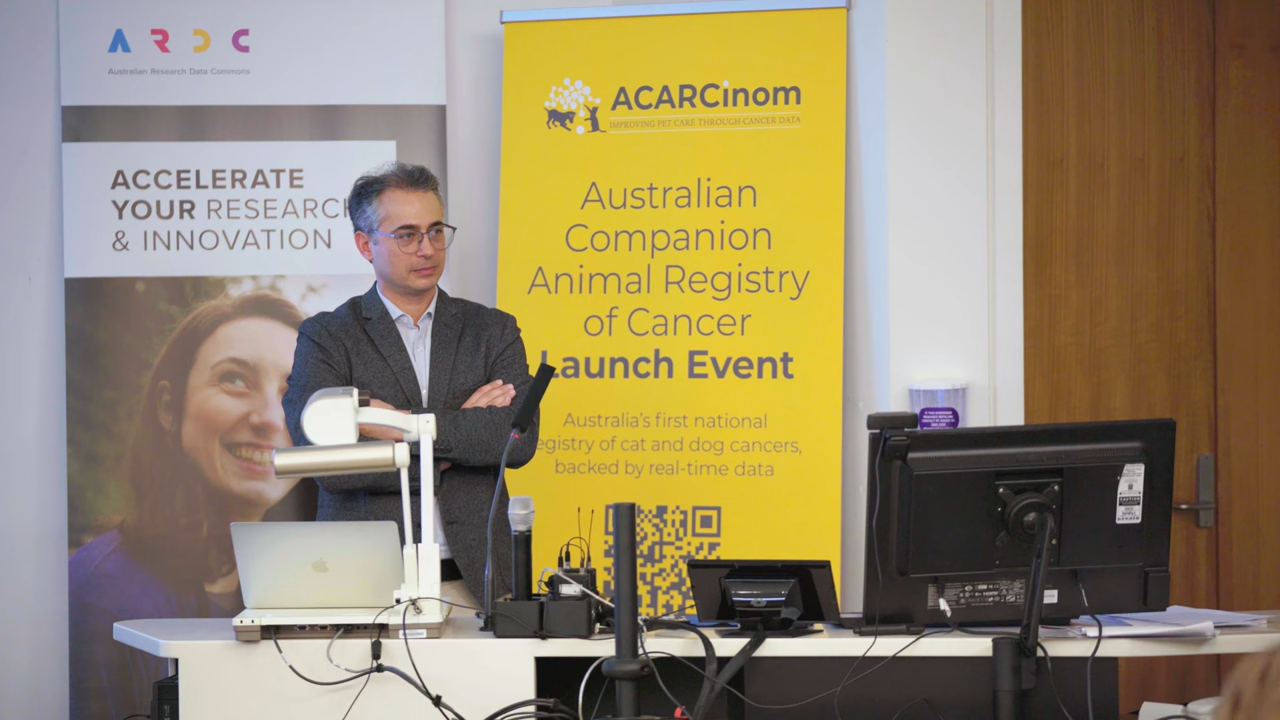 ARDC
Australian Research Data Commons
ACCELERATE
YOUR RESEARCH
& INNOVATION
ACARCinom
IMPROVING PET CARE THROUGH CANCER DATA
Australian
Companion
Animal Registry
of Cancer
Launch Event
Australia's first national
egistry of cat and dog cancers,
backed by real-time data